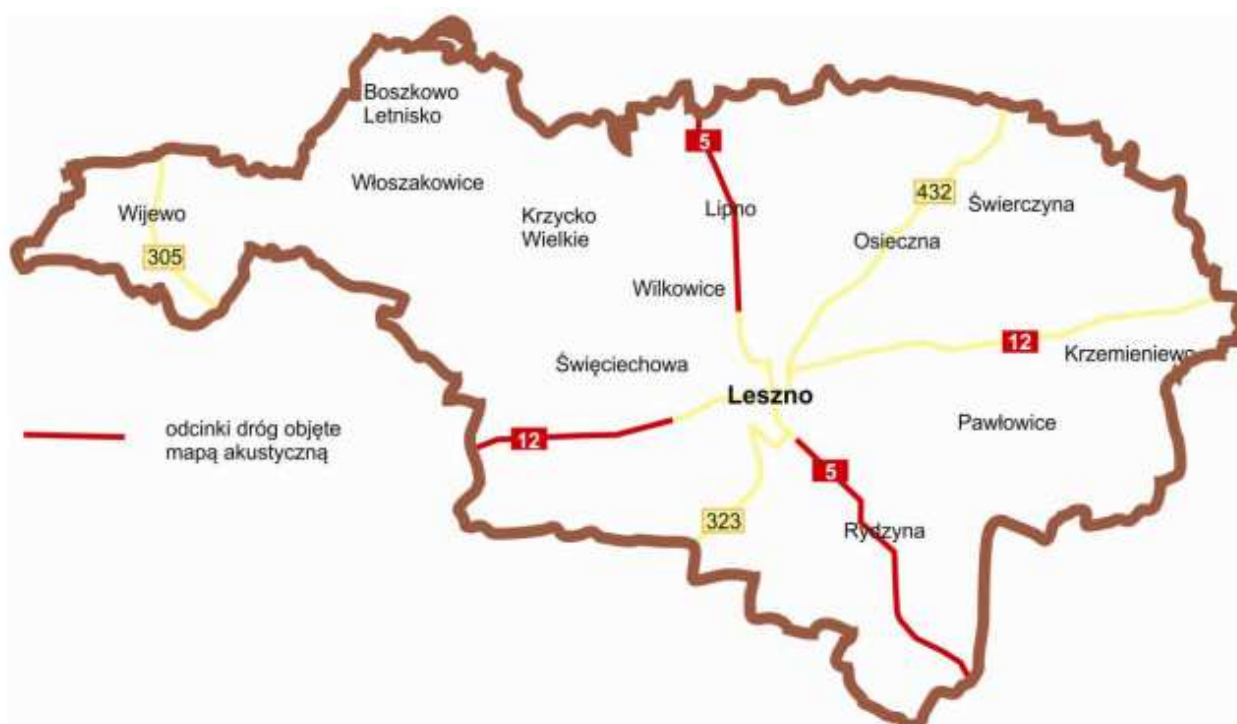 Boszkowo
Letnisko
5
Włoszakowice
432
Świerczyna
Wijewo
Krzycko
Wielkie
Lipno
Osieczna
305
Wilkowice
12
Krzemieniewo
Święciechowa
Leszno
Pawłowice
odcinki dróg objęte
mapą akustyczną
12
5
323
Rydzyna